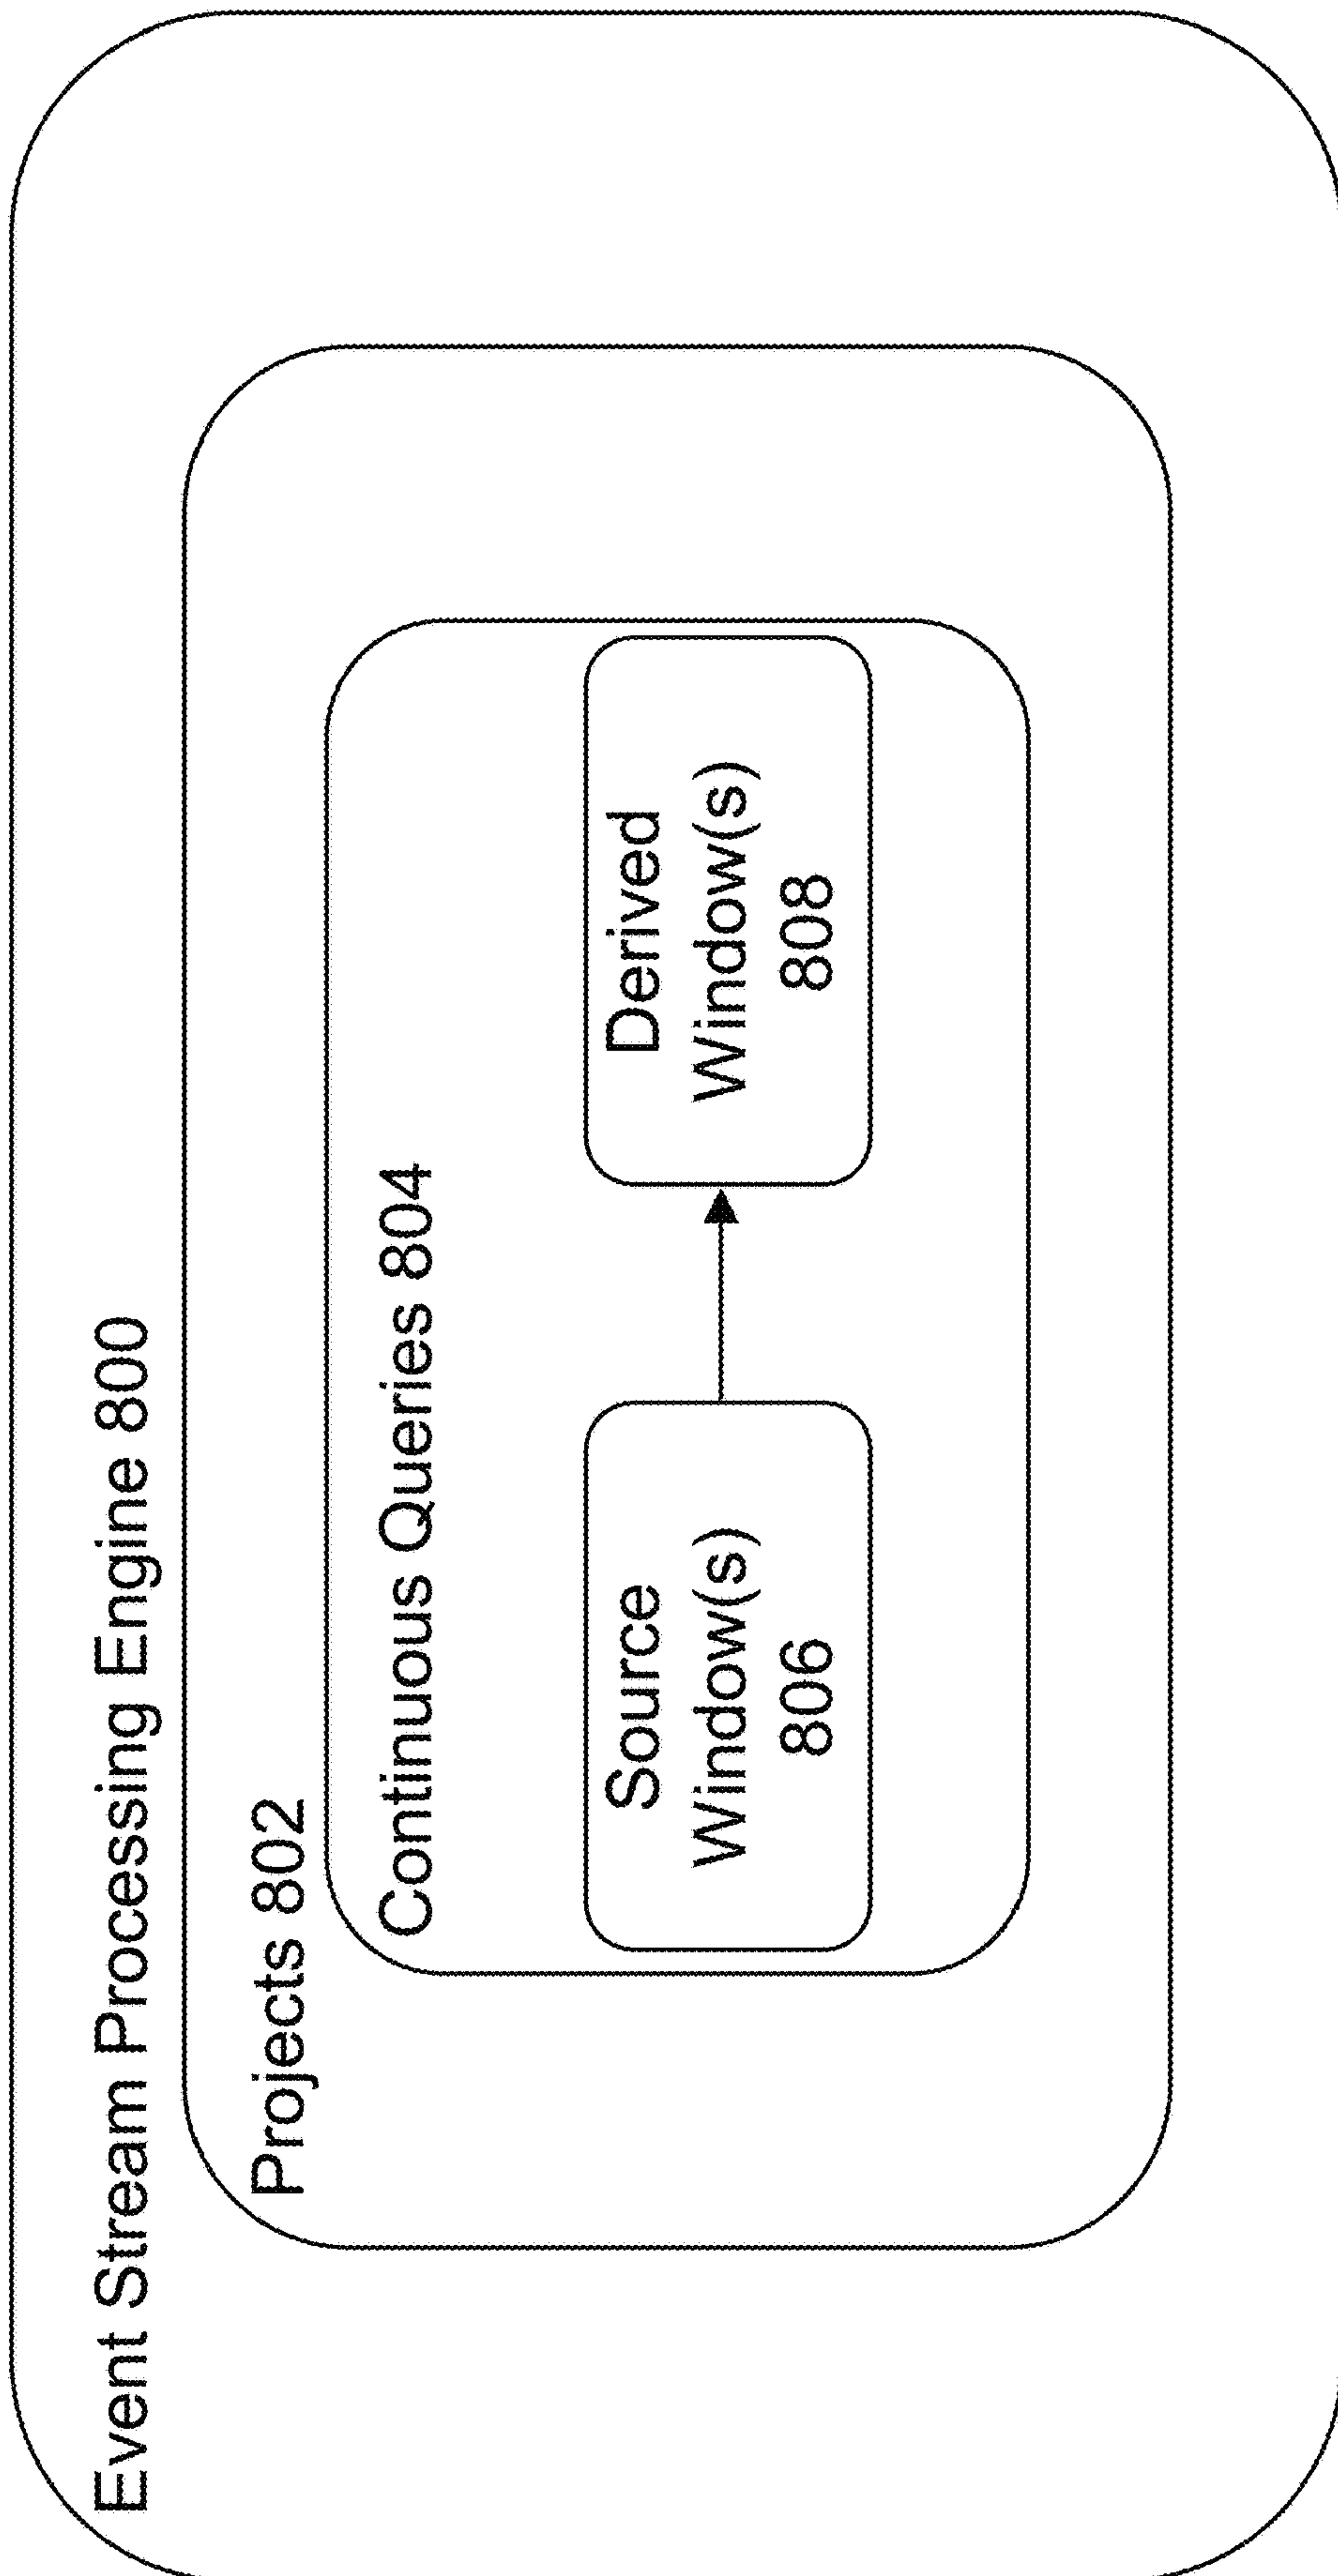 Event Stream Processing Engine 800
Projects 802
Continuous Queries 804
Source
Window(s)
806
Derived
Window(s)
808